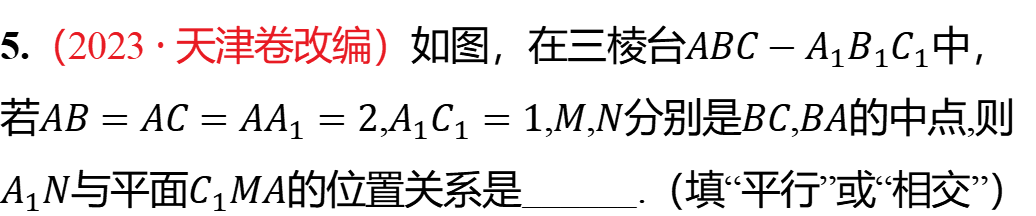 5.（2023·天津卷改编）如图，在三棱台ABC − A₁B₁C₁中，
若AB = AC = AA₁ = 2,A₁C₁ = 1,M,N分别是BC,BA的中点,则
A₁N与平面C₁MA的位置关系是______.（填“平行”或“相交”）